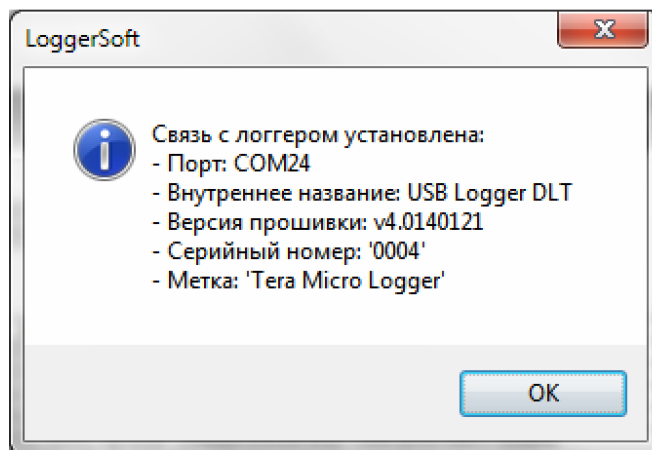 LoggerSoft
Связь с логгером установлена:
- Порт: COM24
- Внутреннее название: USB Logger DLT
- Версия прошивки: v4.0140121
- Серийный номер: '0004'
- Метка: 'Tera Micro Logger'
OK